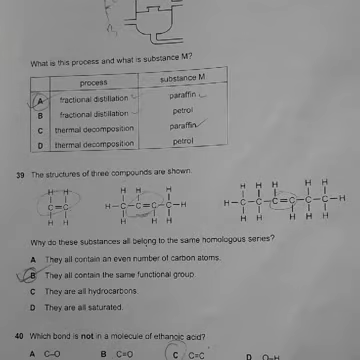 What is this process and what is substance M?
process substance M
A fractional distillation paraffin
B fractional distillation petrol
C thermal decomposition paraffin
D thermal decomposition petrol
39 The structures of three compounds are shown.
H H H H H H H H H H
C=C H–C–C=C–C–H H–C–C–C=C–C–C–H
H H H H H H H H H
Why do these substances all belong to the same homologous series?
A They all contain an even number of carbon atoms.
B They all contain the same functional group.
C They are all hydrocarbons.
D They are all saturated.
40 Which bond is not in a molecule of ethanoic acid?
A C–O B C=O C C=C D O–H